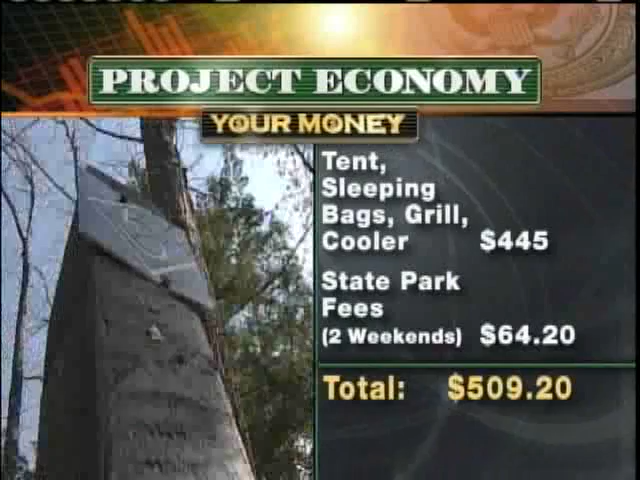 PROJECT ECONOMY
YOUR MONEY
Tent,
Sleeping
Bags, Grill,
Cooler $445
State Park
Fees
(2 Weekends) $64.20
Total: $509.20